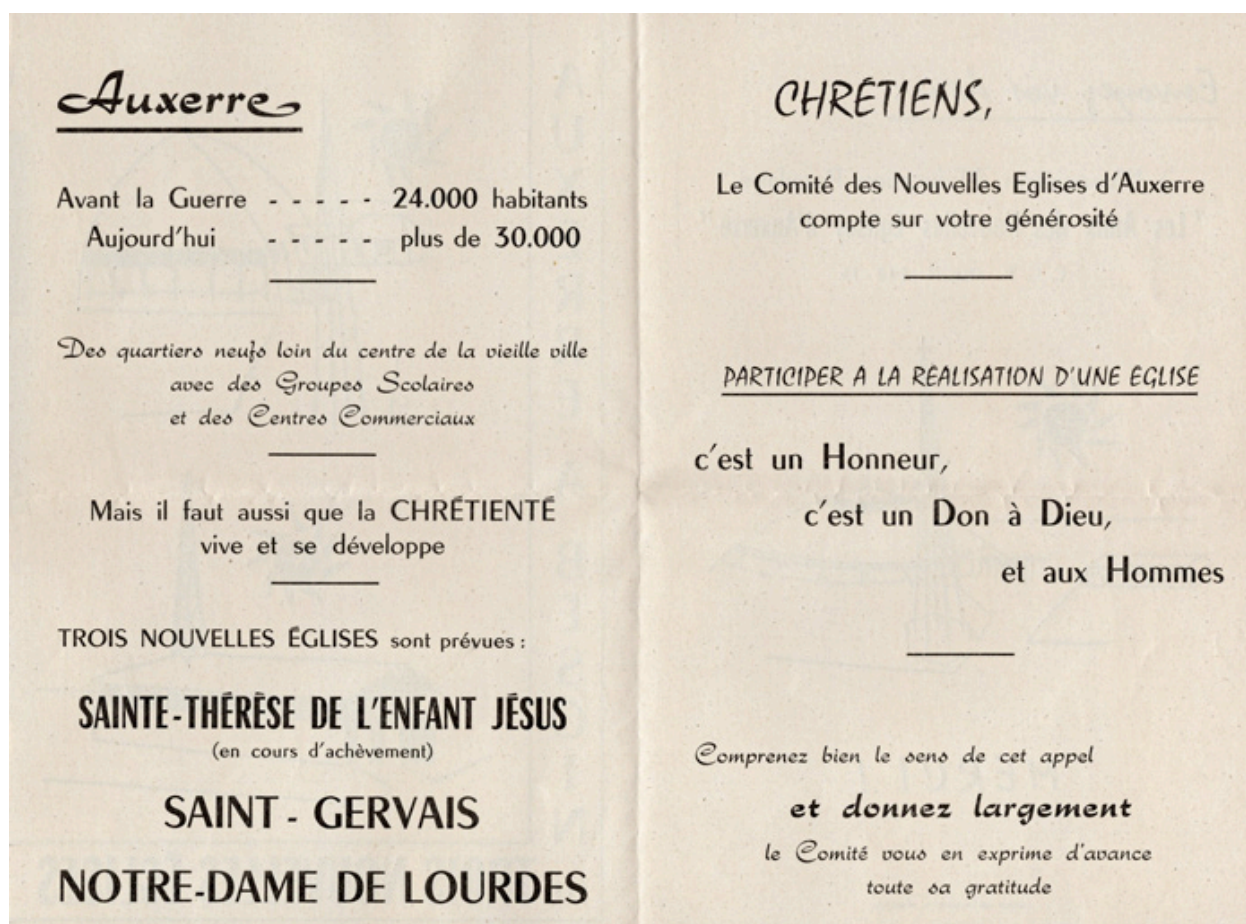 Auxerre
Avant la Guerre - - - - - 24.000 habitants
Aujourd'hui - - - - - plus de 30.000
Des quartiers neufs loin du centre de la vieille ville
avec des Groupes Scolaires
et des Centres Commerciaux
Mais il faut aussi que la CHRÉTIENTÉ
vive et se développe
TROIS NOUVELLES ÉGLISES sont prévues :
SAINTE-THÉRÈSE DE L'ENFANT JÉSUS
(en cours d'achèvement)
SAINT - GERVAIS
NOTRE-DAME DE LOURDES
CHRÉTIENS,
Le Comité des Nouvelles Eglises d'Auxerre
compte sur votre générosité
PARTICIPER A LA RÉALISATION D'UNE EGLISE
c'est un Honneur,
c'est un Don à Dieu,
et aux Hommes
Comprenez bien le sens de cet appel
et donnez largement
le Comité vous en exprime d'avance
toute sa gratitude